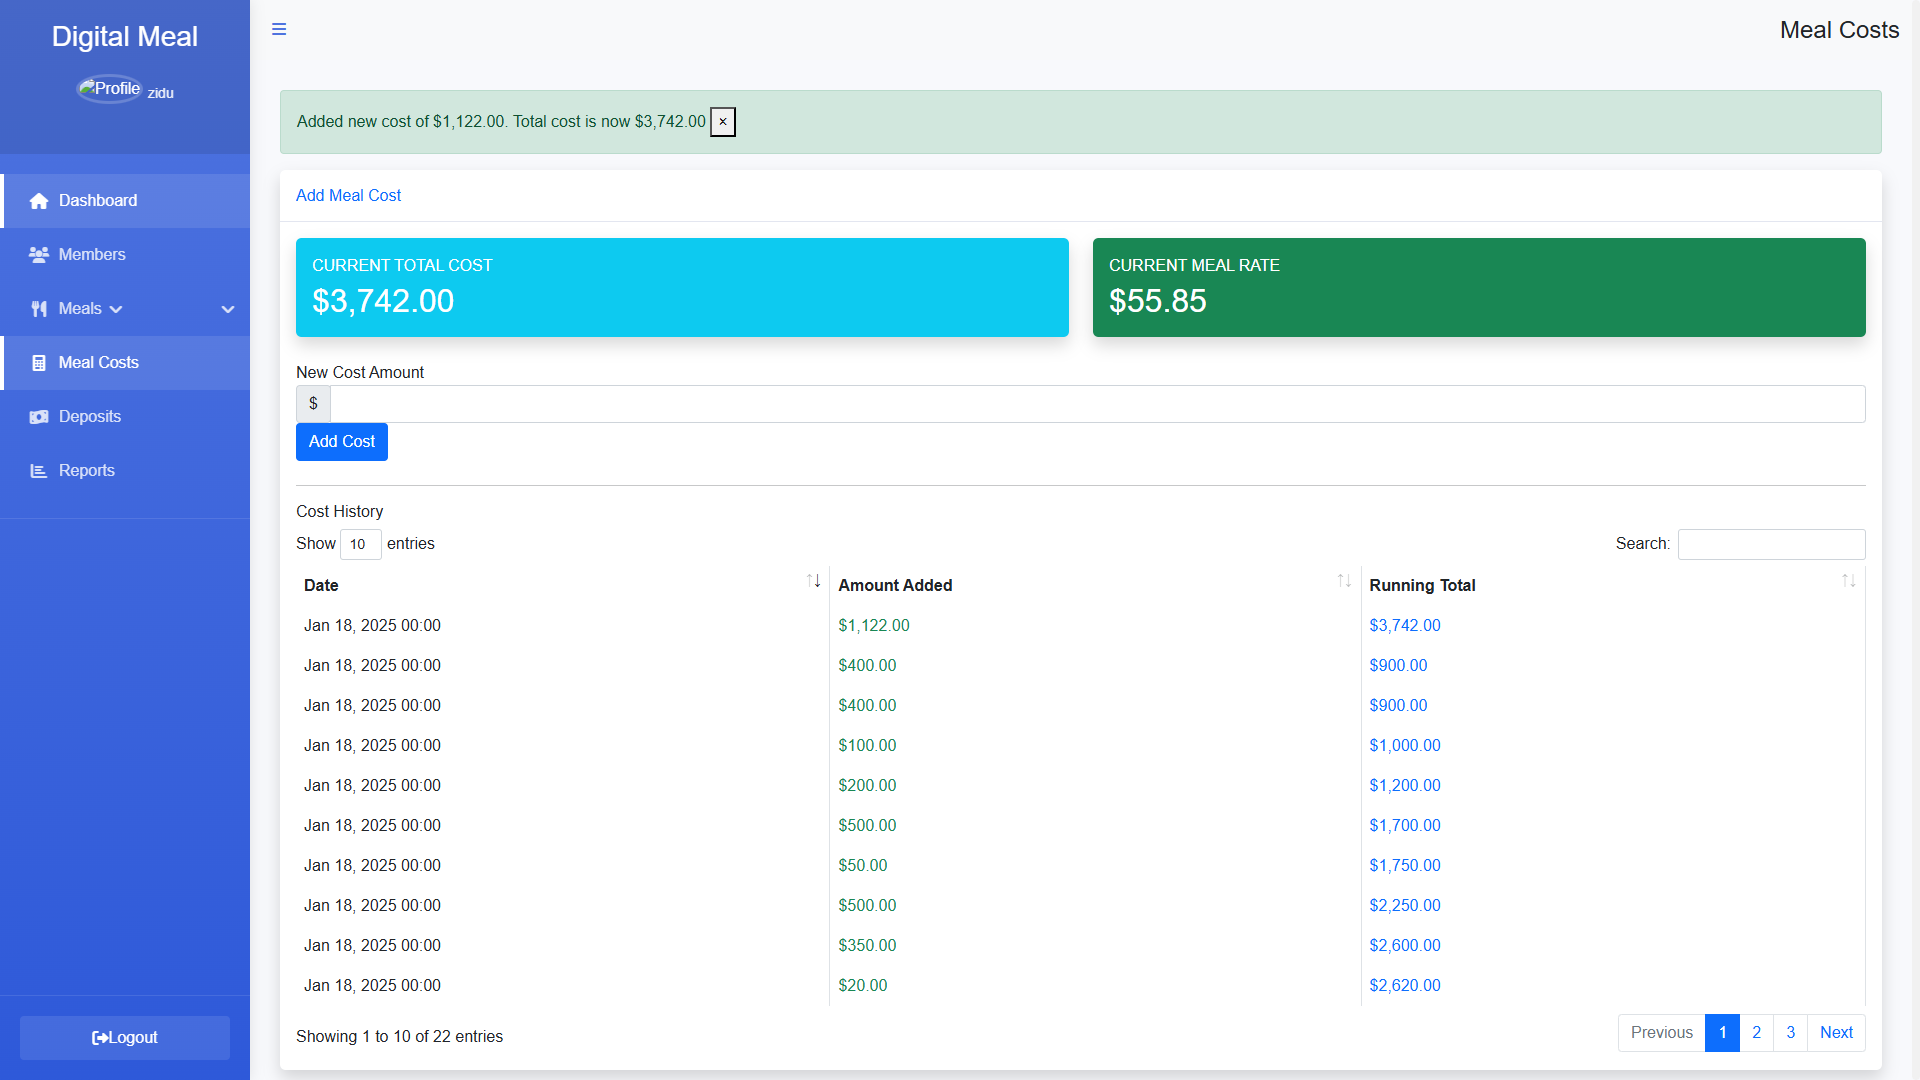 Digital Meal
Profile zidu
Dashboard
Members
Meals
Meal Costs
Deposits
Reports
Logout
Meal Costs
Added new cost of $1,122.00. Total cost is now $3,742.00 ×
Add Meal Cost
CURRENT TOTAL COST
$3,742.00
CURRENT MEAL RATE
$55.85
New Cost Amount
$
Add Cost
Cost History
Show 10 entries
Search:
Date Amount Added Running Total
Jan 18, 2025 00:00 $1,122.00 $3,742.00
Jan 18, 2025 00:00 $400.00 $900.00
Jan 18, 2025 00:00 $400.00 $900.00
Jan 18, 2025 00:00 $100.00 $1,000.00
Jan 18, 2025 00:00 $200.00 $1,200.00
Jan 18, 2025 00:00 $500.00 $1,700.00
Jan 18, 2025 00:00 $50.00 $1,750.00
Jan 18, 2025 00:00 $500.00 $2,250.00
Jan 18, 2025 00:00 $350.00 $2,600.00
Jan 18, 2025 00:00 $20.00 $2,620.00
Showing 1 to 10 of 22 entries
Previous 1 2 3 Next